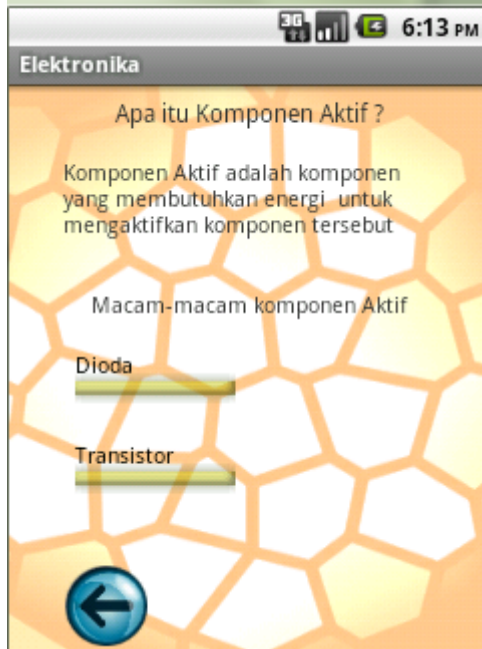 3G 6:13 PM
Elektronika
Apa itu Komponen Aktif ?
Komponen Aktif adalah komponen
yang membutuhkan energi untuk
mengaktifkan komponen tersebut
Macam-macam komponen Aktif
Dioda
Transistor